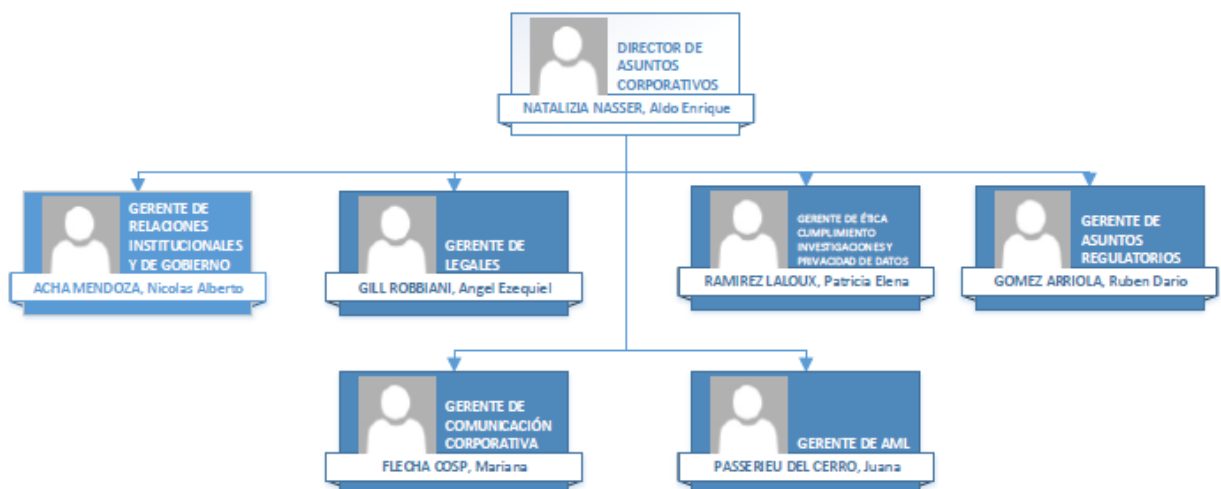 DIRECTOR DE
ASUNTOS
CORPORATIVOS
NATALIZIA NASSER, Aldo Enrique
GERENTE DE
RELACIONES
INSTITUCIONALES
Y DE GOBIERNO
ACHA MENDOZA, Nicolas Alberto
GERENTE DE
LEGALES
GILL ROBBIANI, Angel Ezequiel
GERENTE DE ÉTICA
CUMPLIMIENTO
INVESTIGACIONES Y
PRIVACIDAD DE DATOS
RAMIREZ LALOUX, Patricia Elena
GERENTE DE
ASUNTOS
REGULATORIOS
GOMEZ ARRIOLA, Ruben Dario
GERENTE DE
COMUNICACIÓN
CORPORATIVA
FLECHA COSP, Mariana
GERENTE DE AML
PASSERIEU DEL CERRO, Juana